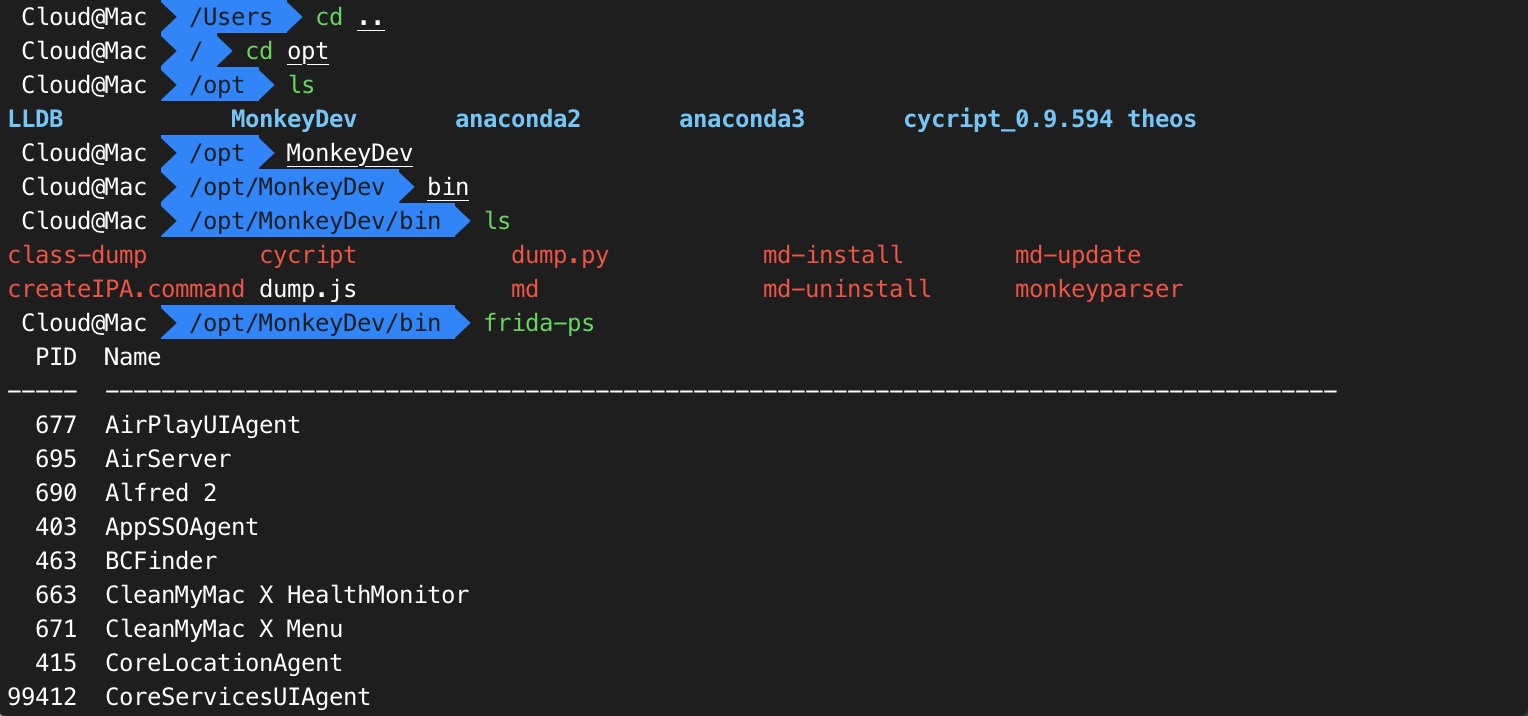 Cloud@Mac /Users cd ..
Cloud@Mac / cd opt
Cloud@Mac /opt ls
LLDB MonkeyDev anaconda2 anaconda3 cycript_0.9.594 theos
Cloud@Mac /opt MonkeyDev
Cloud@Mac /opt/MonkeyDev bin
Cloud@Mac /opt/MonkeyDev/bin ls
class-dump cycript dump.py md-install md-update
createIPA.command dump.js md md-uninstall monkeyparser
Cloud@Mac /opt/MonkeyDev/bin frida-ps
PID Name
677 AirPlayUIAgent
695 AirServer
690 Alfred 2
403 AppSSOAgent
463 BCFinder
663 CleanMyMac X HealthMonitor
671 CleanMyMac X Menu
415 CoreLocationAgent
99412 CoreServicesUIAgent